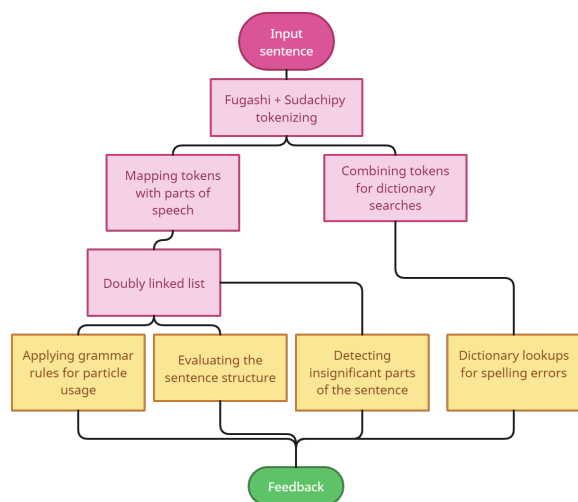 Input
sentence
Fugashi + Sudachipy
tokenizing
Mapping tokens
with parts of
speech
Combining tokens
for dictionary
searches
Doubly linked list
Applying grammar
rules for particle
usage
Evaluating the
sentence structure
Detecting
insignificant parts
of the sentence
Dictionary lookups
for spelling errors
Feedback